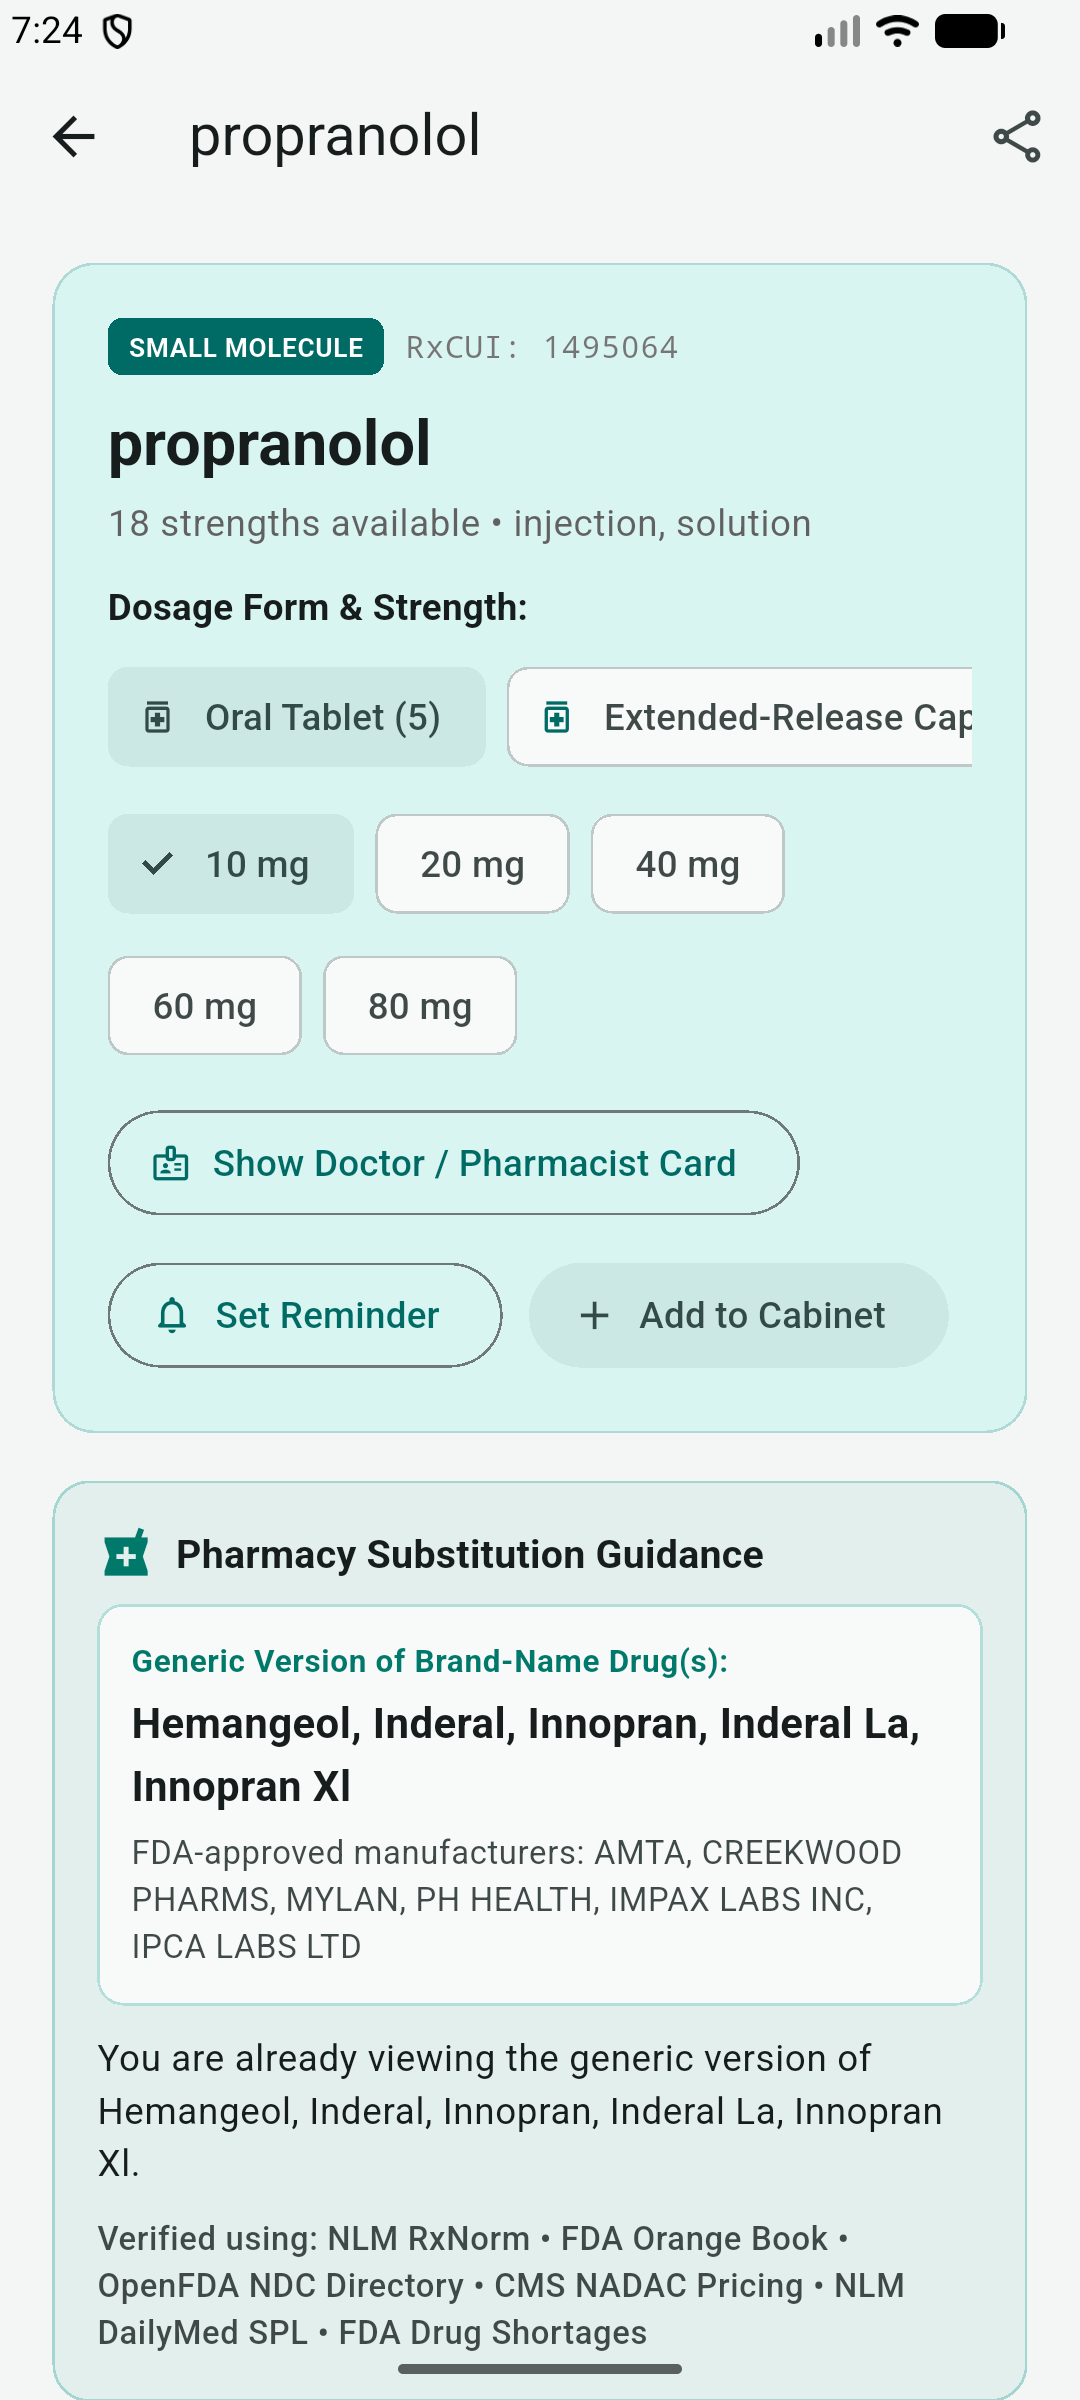 7:24
propranolol
SMALL MOLECULE RxCUI: 1495064
propranolol
18 strengths available • injection, solution
Dosage Form & Strength:
Oral Tablet (5) Extended-Release Cap
10 mg 20 mg 40 mg
60 mg 80 mg
Show Doctor / Pharmacist Card
Set Reminder Add to Cabinet
Pharmacy Substitution Guidance
Generic Version of Brand-Name Drug(s):
Hemangeol, Inderal, Innopran, Inderal La,
Innopran Xl
FDA-approved manufacturers: AMTA, CREEKWOOD
PHARMS, MYLAN, PH HEALTH, IMPAX LABS INC,
IPCA LABS LTD
You are already viewing the generic version of
Hemangeol, Inderal, Innopran, Inderal La, Innopran
Xl.
Verified using: NLM RxNorm • FDA Orange Book •
OpenFDA NDC Directory • CMS NADAC Pricing • NLM
DailyMed SPL • FDA Drug Shortages